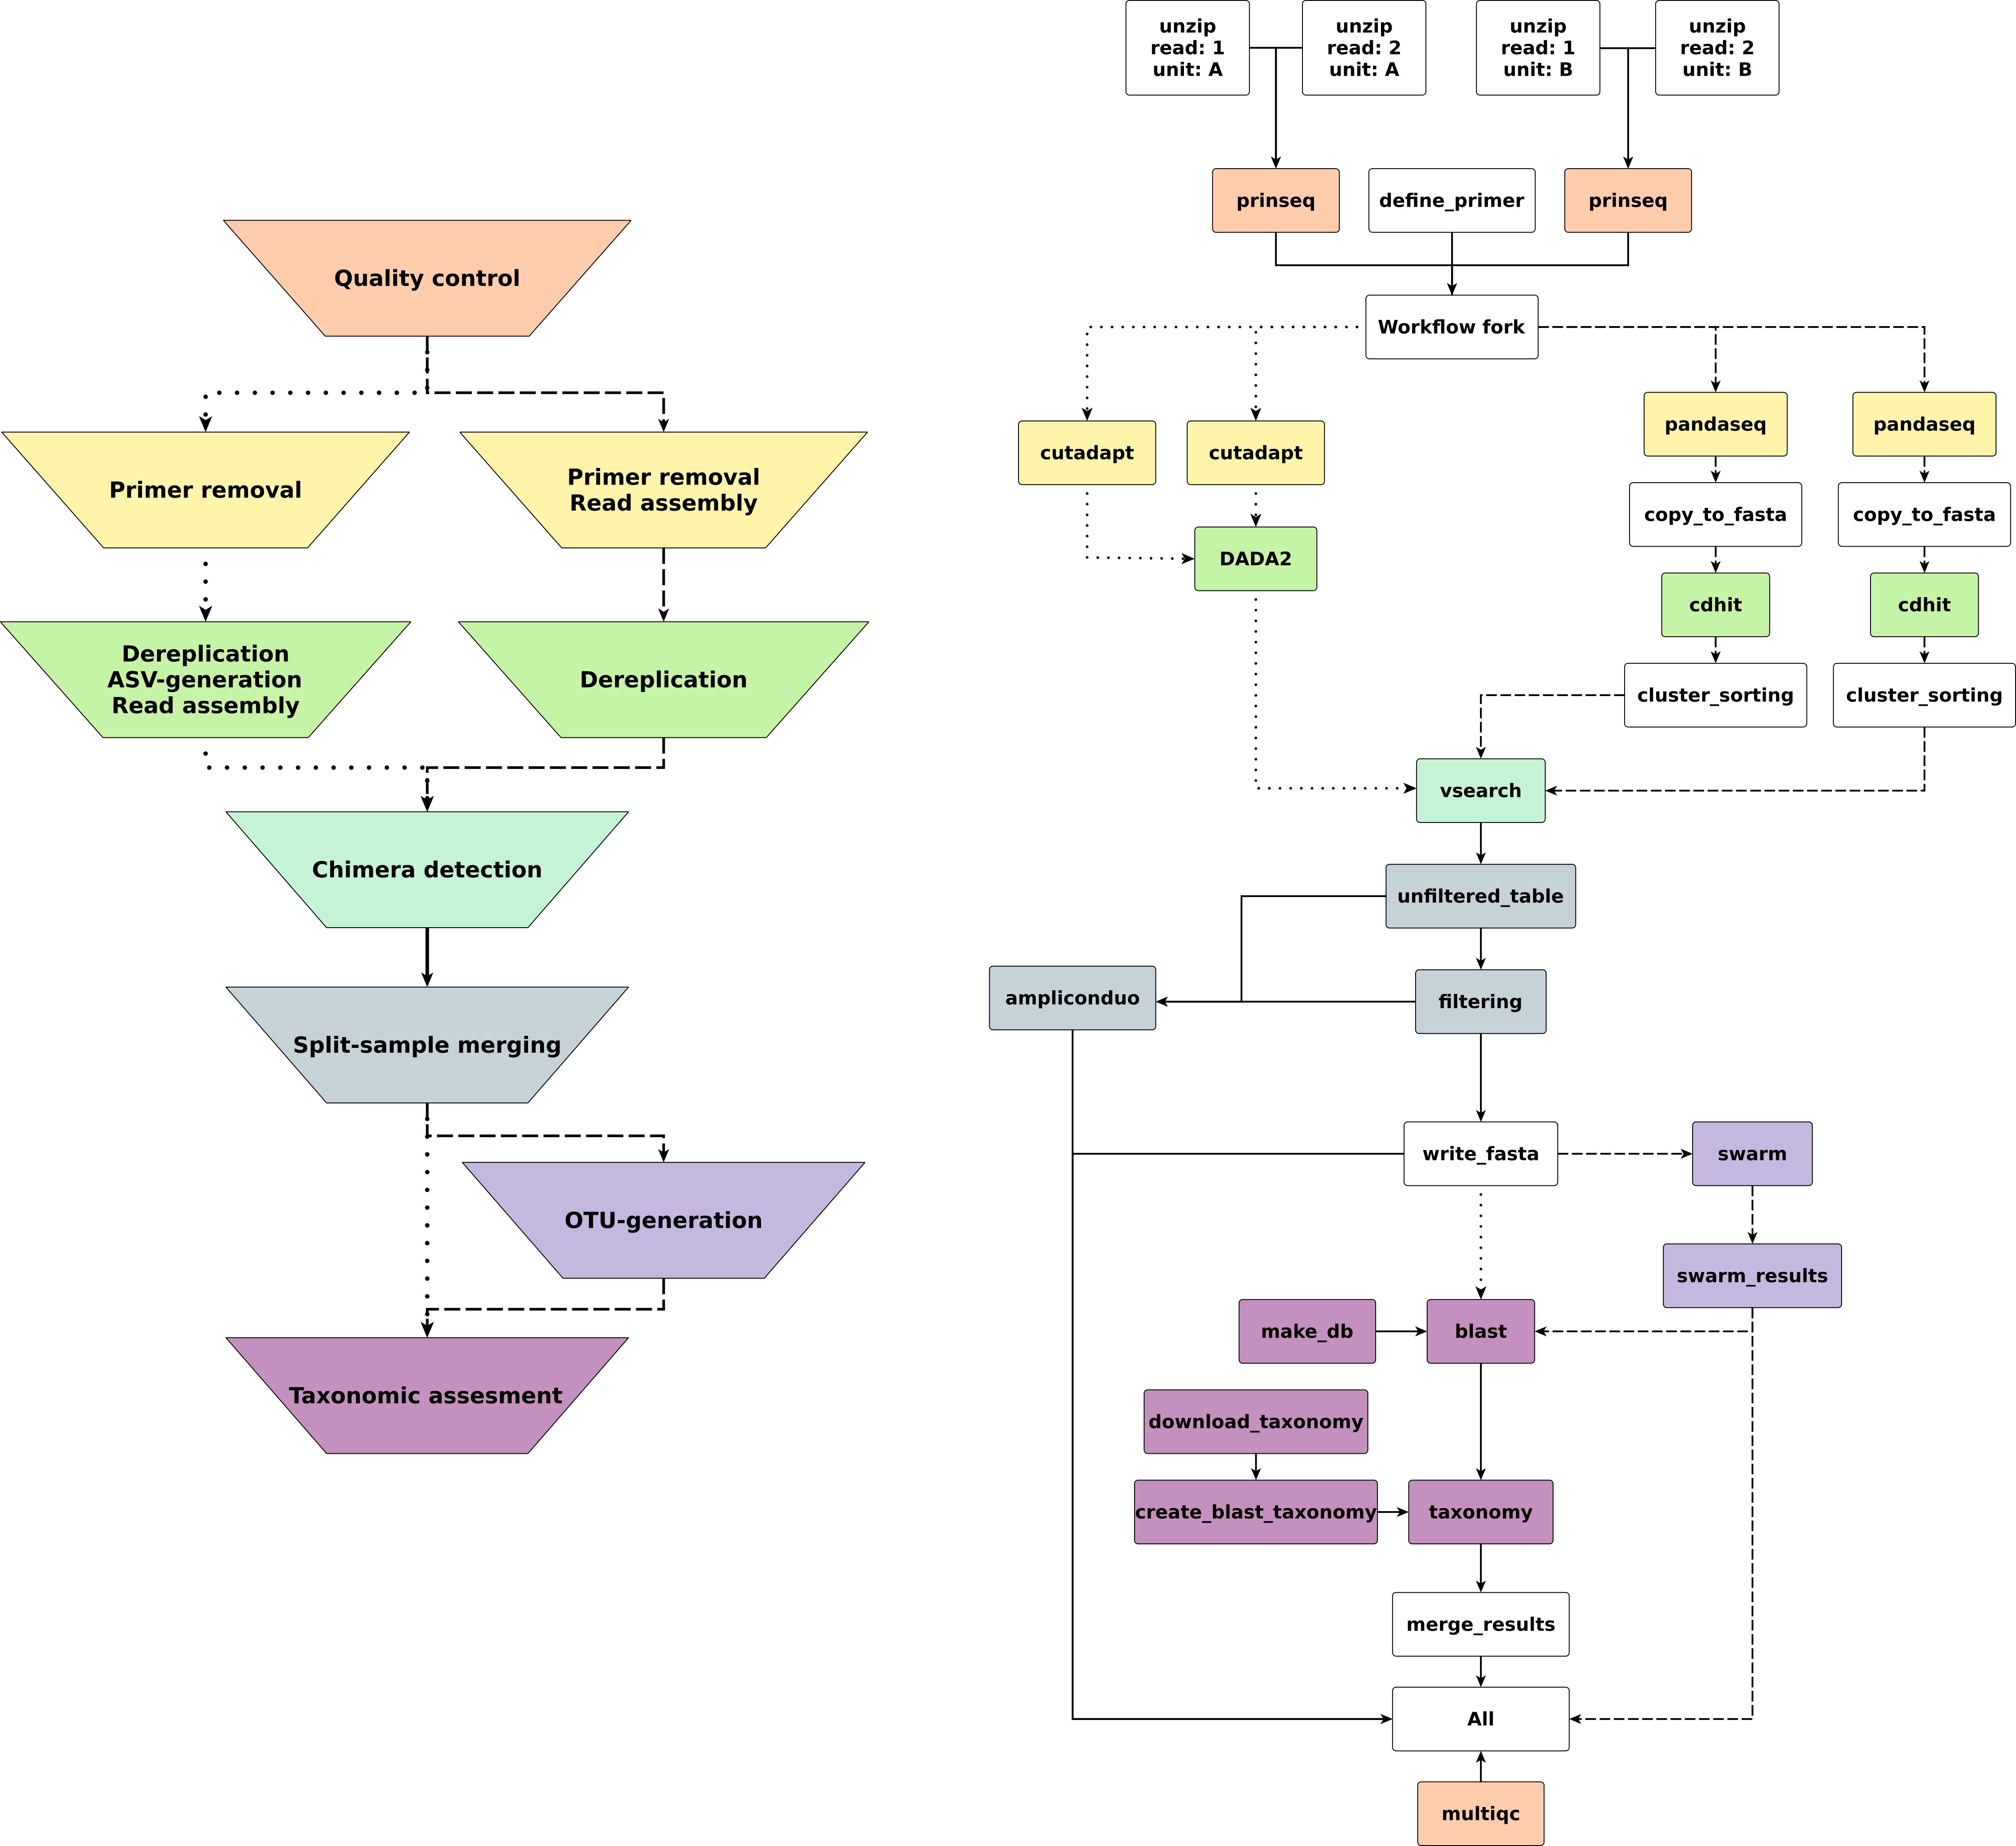 Quality control
Primer removal
Primer removal
Read assembly
Dereplication
ASV-generation
Read assembly
Dereplication
Chimera detection
Split-sample merging
OTU-generation
Taxonomic assesment
unzip
read: 1
unit: A
unzip
read: 2
unit: A
unzip
read: 1
unit: B
unzip
read: 2
unit: B
prinseq
define_primer
prinseq
Workflow fork
cutadapt
cutadapt
pandaseq
pandaseq
copy_to_fasta
copy_to_fasta
DADA2
cdhit
cdhit
cluster_sorting
cluster_sorting
vsearch
unfiltered_table
ampliconduo
filtering
write_fasta
swarm
swarm_results
make_db
blast
download_taxonomy
create_blast_taxonomy
taxonomy
merge_results
All
multiqc